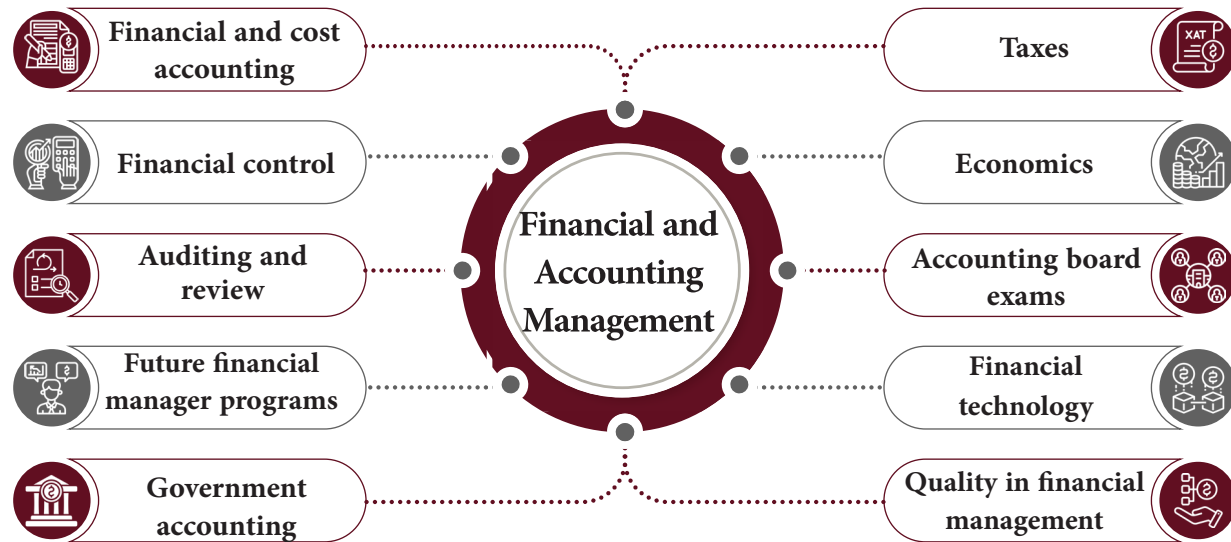 Financial and cost
accounting
Financial control
Auditing and
review
Future financial
manager programs
Government
accounting
Financial and
Accounting
Management
XAT
Taxes
Economics
Accounting board
exams
Financial
technology
Quality in financial
management